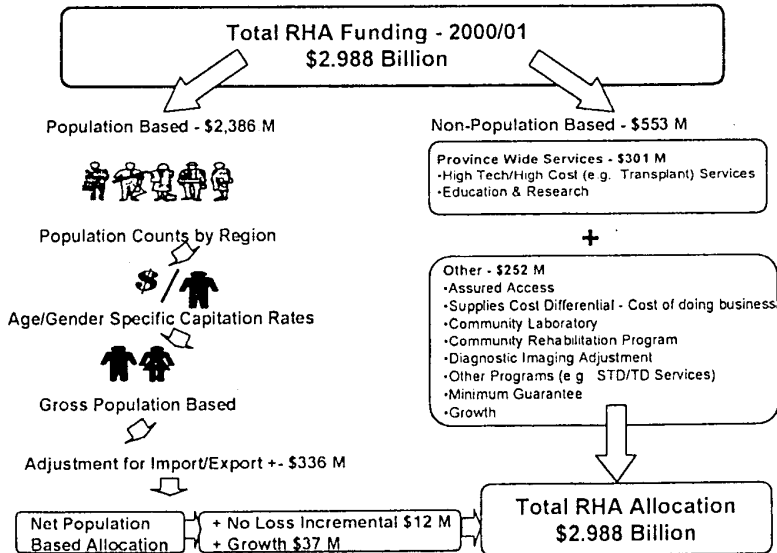 Total RHA Funding - 2000/01
$2.988 Billion
Population Based - $2,386 M
Population Counts by Region
$ /
Age/Gender Specific Capitation Rates
Gross Population Based
Adjustment for Import/Export +- $336 M
Net Population
Based Allocation
+ No Loss Incremental $12 M
+ Growth $37 M
Non-Population Based - $553 M
Province Wide Services - $301 M
•High Tech/High Cost (e.g. Transplant) Services
•Education & Research
+
Other - $252 M
•Assured Access
•Supplies Cost Differential - Cost of doing business
•Community Laboratory
•Community Rehabilitation Program
•Diagnostic Imaging Adjustment
•Other Programs (e g STD/TD Services)
•Minimum Guarantee
•Growth
Total RHA Allocation
$2.988 Billion